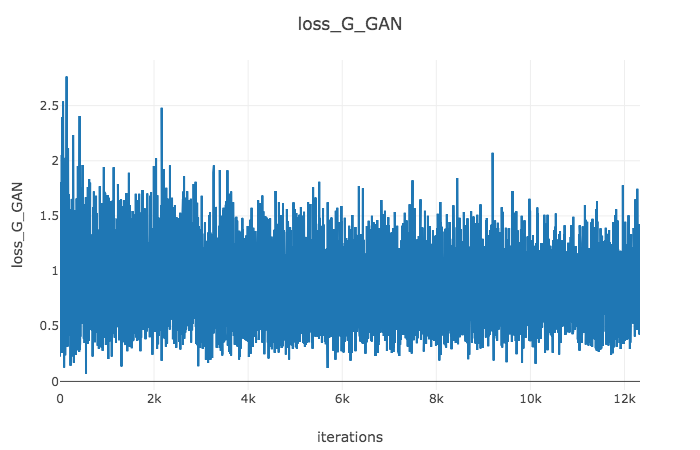 loss_G_GAN
loss_G_GAN
2.5
2
1.5
1
0.5
0
0
2k
4k
6k
8k
10k
12k
iterations